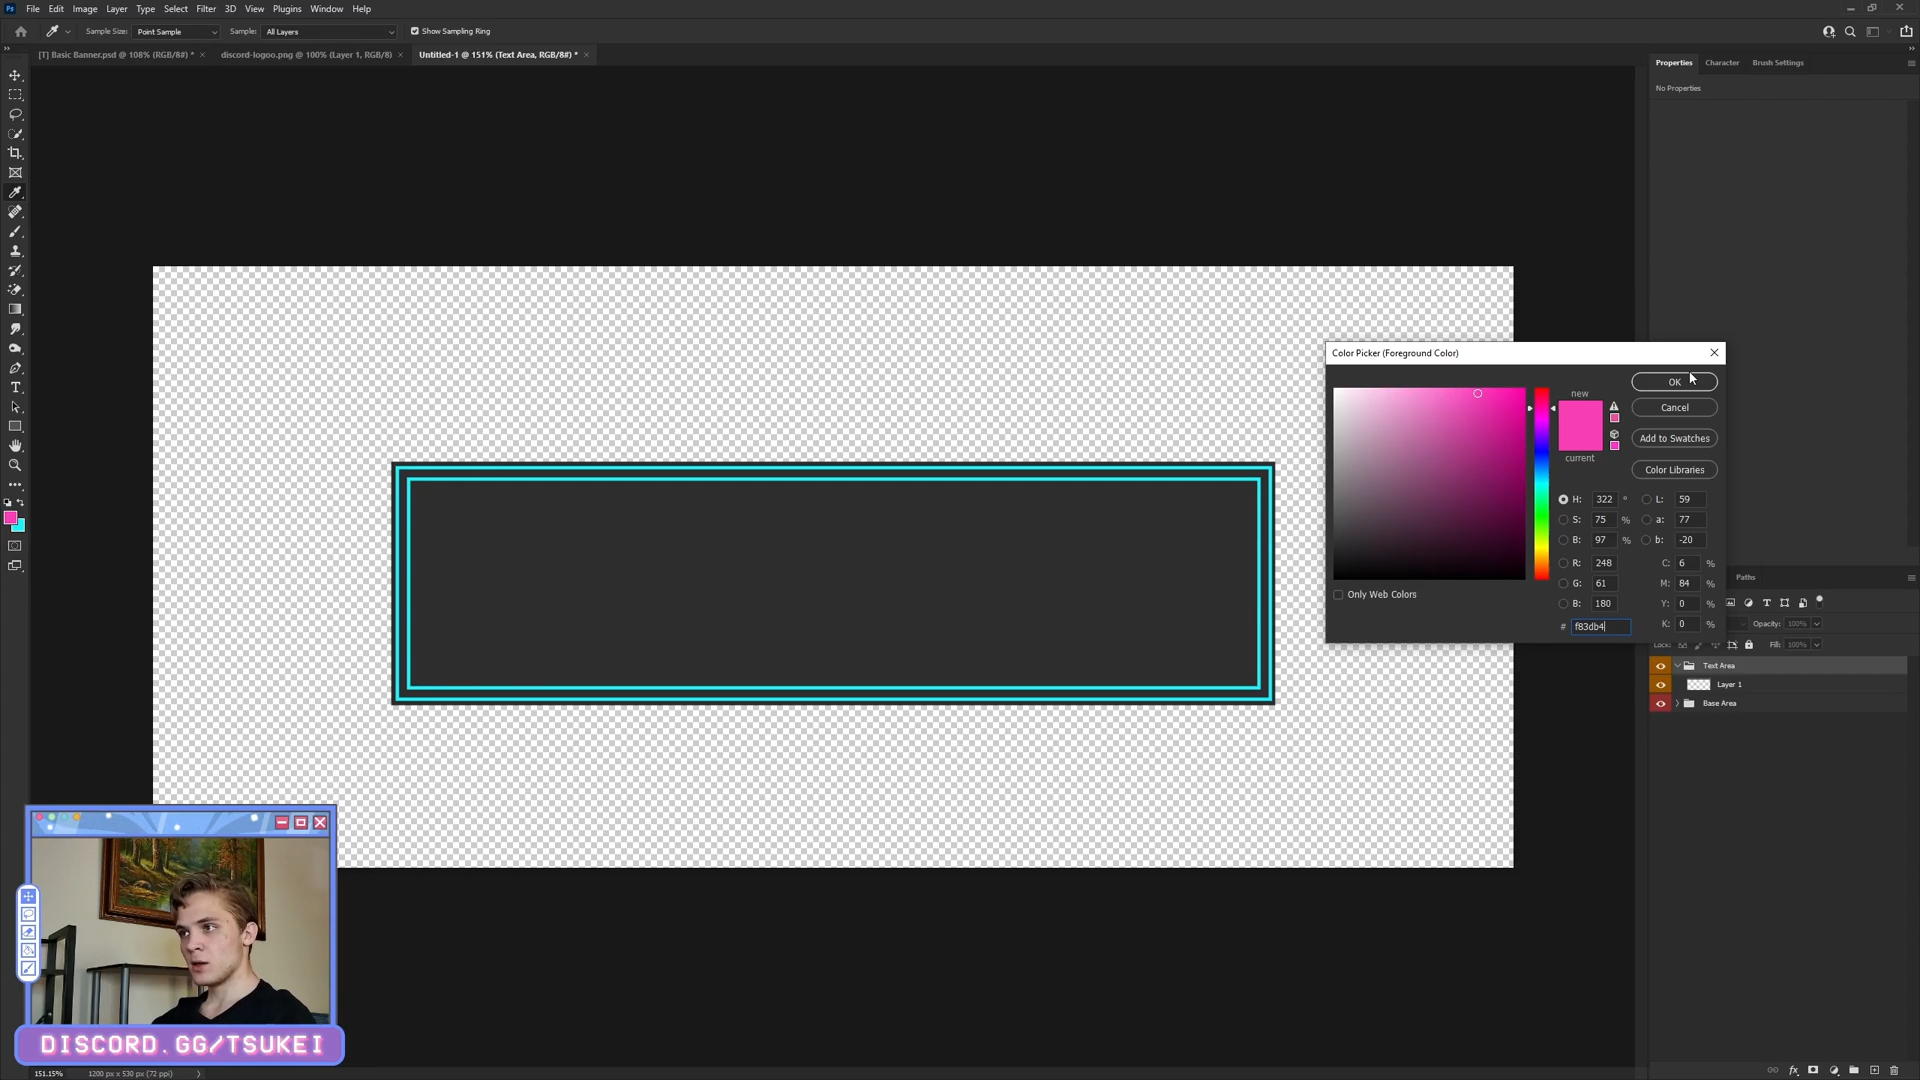 Ps File Edit Image Layer Type Select Filter 3D View Plugins Window Help
Sample Size: Point Sample Sample: All Layers Show Sampling Ring
[T] Basic Banner.psd @ 108% (RGB/8#) * × discord-logoo.png @ 100% (Layer 1, RGB/8) × Untitled-1 @ 151% (Text Area, RGB/8#) * ×
Properties Character Brush Settings
No Properties
Color Picker (Foreground Color)
new
OK
Cancel
Add to Swatches
current
Color Libraries
H: 322 ° L: 59
S: 75 % a: 77
B: 97 % b: -20
R: 248 C: 6 %
G: 61 M: 84 %
B: 180 Y: 0 %
# f83db4 K: 0 %
Only Web Colors
Paths
Opacity: 100%
Lock: Fill: 100%
Text Area
Layer 1
Base Area
DISCORD.GG/TSUKEI
151.15% 1200 px x 530 px (72 ppi)